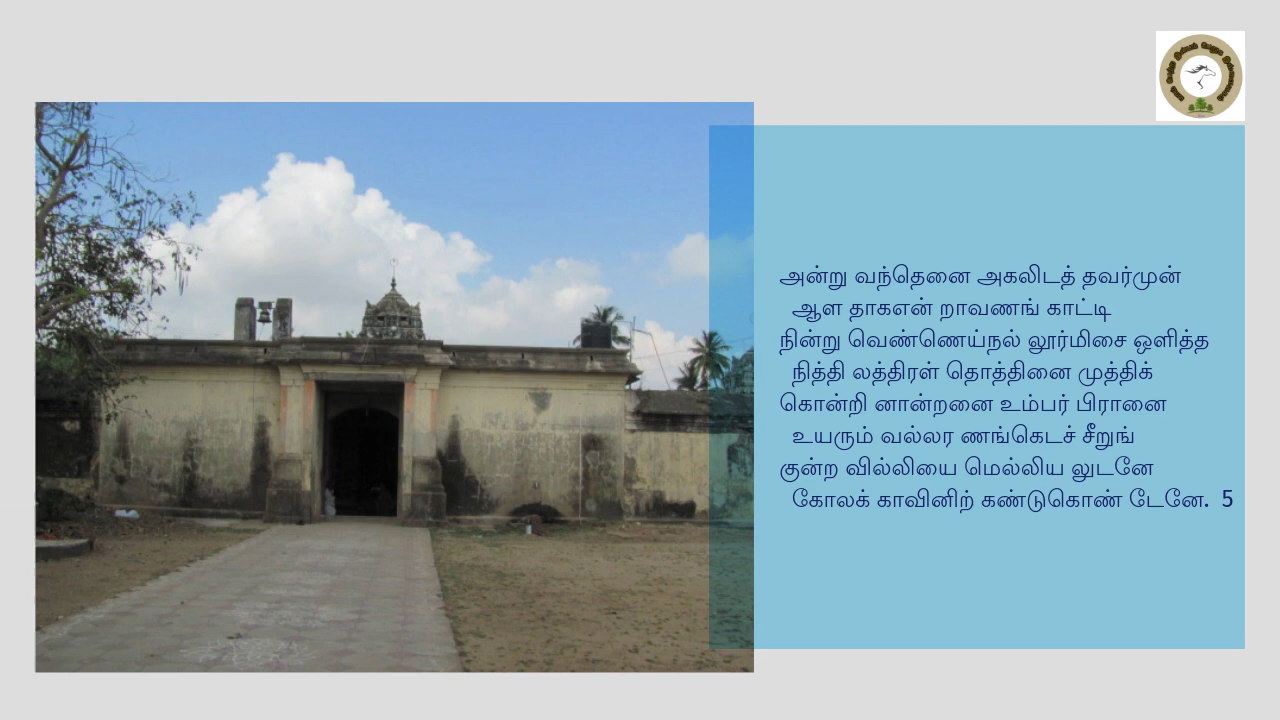 அன்று வந்தெனை அகலிடத் தவர்முன்
ஆள தாகஎன் றாவணங் காட்டி
நின்று வெண்ணெய்நல் லூர்மிசை ஒளித்த
நித்தி லத்திரள் தொத்தினை முத்திக்
கொன்றி னான்றனை உம்பர் பிரானை
உயரும் வல்லர ணங்கெடச் சீறுங்
குன்ற வில்லியை மெல்லிய லுடனே
கோலக் காவினிற் கண்டுகொண் டேனே. 5